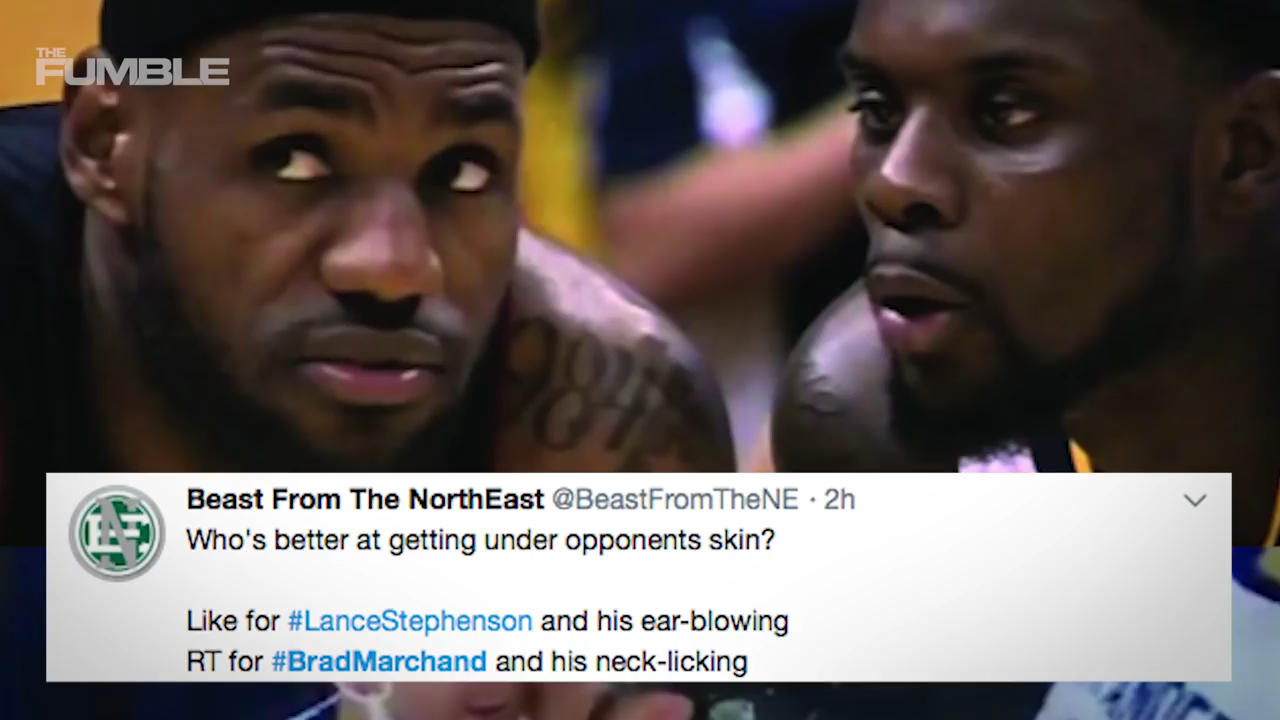 THE
FUMBLE
Beast From The NorthEast @BeastFromTheNE · 2h
Who's better at getting under opponents skin?
Like for #LanceStephenson and his ear-blowing
RT for #BradMarchand and his neck-licking